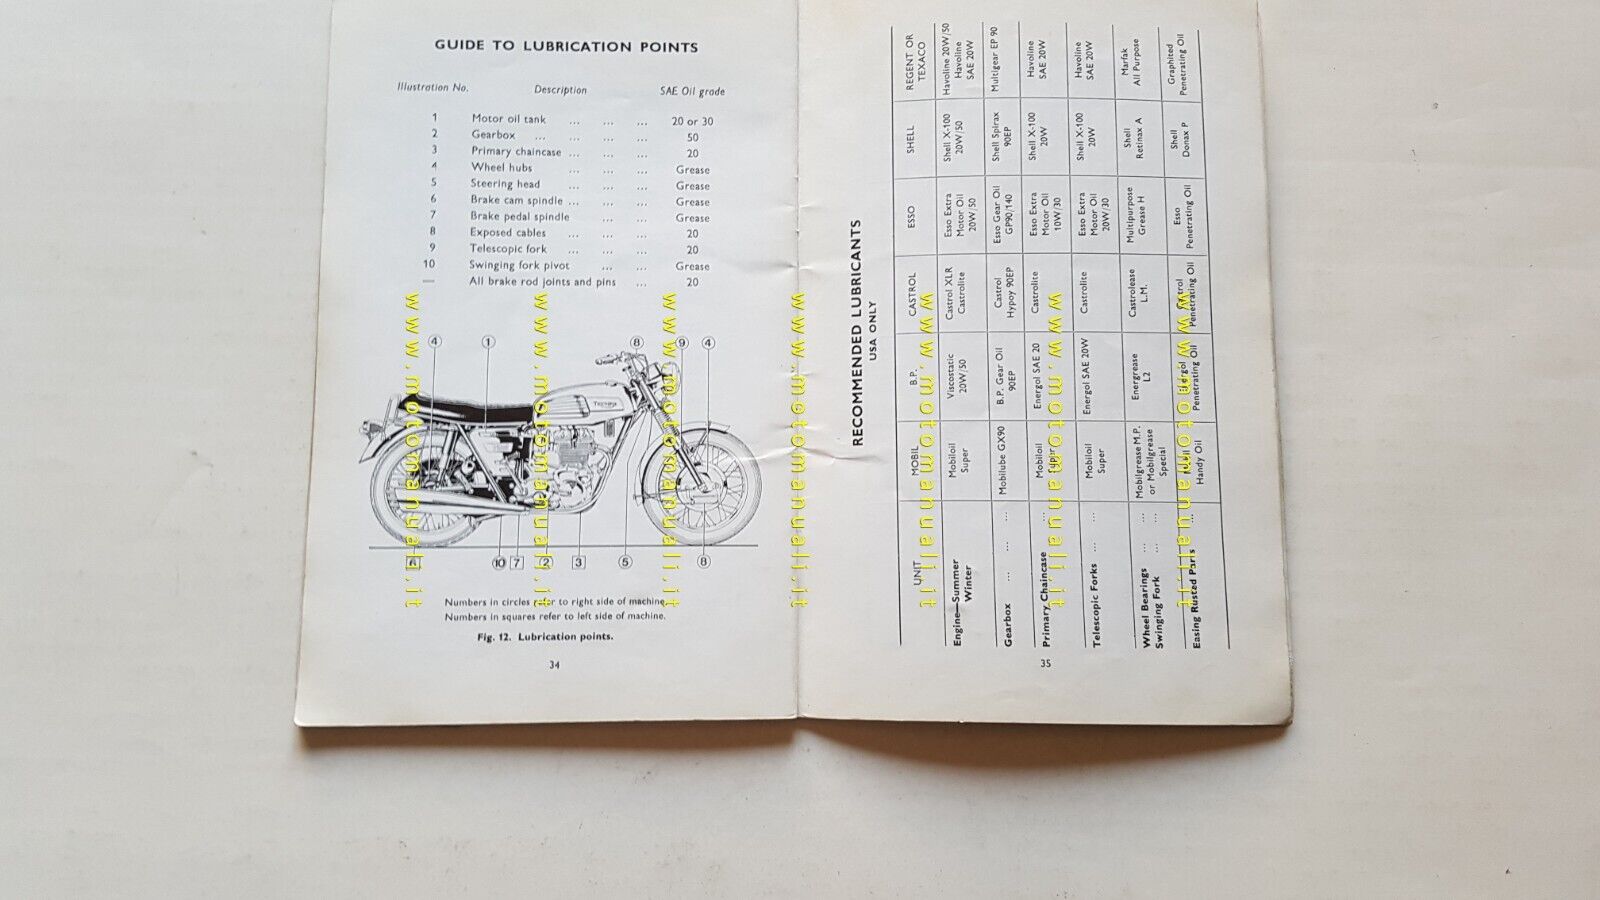 GUIDE TO LUBRICATION POINTS
Illustration No. Description SAE Oil grade
1 Motor oil tank ... ... ... 20 or 30
2 Gearbox ... ... ... 50
3 Primary chaincase ... ... ... 20
4 Wheel hubs ... ... ... Grease
5 Steering head ... ... ... Grease
6 Brake cam spindle ... ... ... Grease
7 Brake pedal spindle ... ... Grease
8 Exposed cables ... ... ... 20
9 Telescopic fork ... ... ... 20
10 Swinging fork pivot ... ... Grease
— All brake rod joints and pins ... 20
4 1 8 9 4
TRIUMPH
10 7 2 3 5 8
Numbers in circles refer to right side of machine.
Numbers in squares refer to left side of machine.
Fig. 12. Lubrication points.
34
RECOMMENDED LUBRICANTS
USA ONLY
UNIT MOBIL B.P. CASTROL ESSO SHELL REGENT OR TEXACO
Engine—Summer Mobiloil Viscostatic Castrol XLR Esso Extra Shell X-100 Havoline 20W/50
Winter Super 20W/50 Castrolite Motor Oil 20W/50 20W/50 Havoline SAE 20W
Gearbox ... ... Mobilube GX90 B.P. Gear Oil 90EP Castrol Hypoy 90EP Esso Gear Oil GP90/140 Shell Spirax 90EP Multigear EP 90
Primary Chaincase ... Mobiloil Energol SAE 20 Castrolite Esso Extra Motor Oil 10W/30 Shell X-100 20W Havoline SAE 20W
Telescopic Forks ... ... Mobiloil Super Energol SAE 20W Castrolite Esso Extra Motor Oil 20W/30 Shell X-100 20W Havoline SAE 20W
Wheel Bearings ... ... Mobilgrease M.P. Energrease L2 Castrolease L.M. Multipurpose Grease H Shell Retinax A Marfak All Purpose
Swinging Fork ... ... or Mobilgrease Special
Easing Rusted Parts ... Handy Oil Energol Penetrating Oil Castrol Penetrating Oil Esso Penetrating Oil Shell Donax P Graphited Penetrating Oil
35
www.motomanuali.it
www.motomanuali.it
www.motomanuali.it
www.motomanuali.it
www.motomanuali.it
www.motomanuali.it
www.motomanuali.it